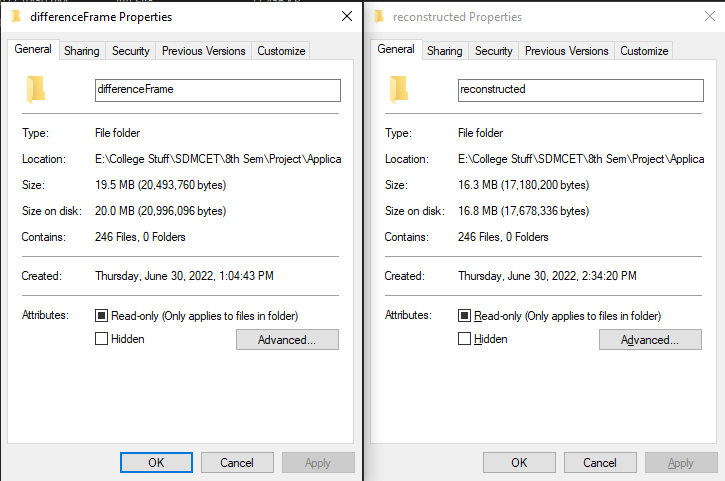 differenceFrame Properties
General Sharing Security Previous Versions Customize
differenceFrame
Type: File folder
Location: E:\College Stuff\SDMCET\8th Sem\Project\Applica
Size: 19.5 MB (20,493,760 bytes)
Size on disk: 20.0 MB (20,996,096 bytes)
Contains: 246 Files, 0 Folders
Created: Thursday, June 30, 2022, 1:04:43 PM
Attributes: Read-only (Only applies to files in folder)
Hidden Advanced...
OK Cancel Apply
reconstructed Properties
General Sharing Security Previous Versions Customize
reconstructed
Type: File folder
Location: E:\College Stuff\SDMCET\8th Sem\Project\Applica
Size: 16.3 MB (17,180,200 bytes)
Size on disk: 16.8 MB (17,678,336 bytes)
Contains: 246 Files, 0 Folders
Created: Thursday, June 30, 2022, 2:34:20 PM
Attributes: Read-only (Only applies to files in folder)
Hidden Advanced...
OK Cancel Apply